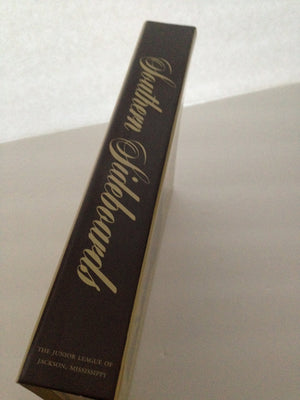 Southern Sideboards
THE JUNIOR LEAGUE OF
JACKSON, MISSISSIPPI